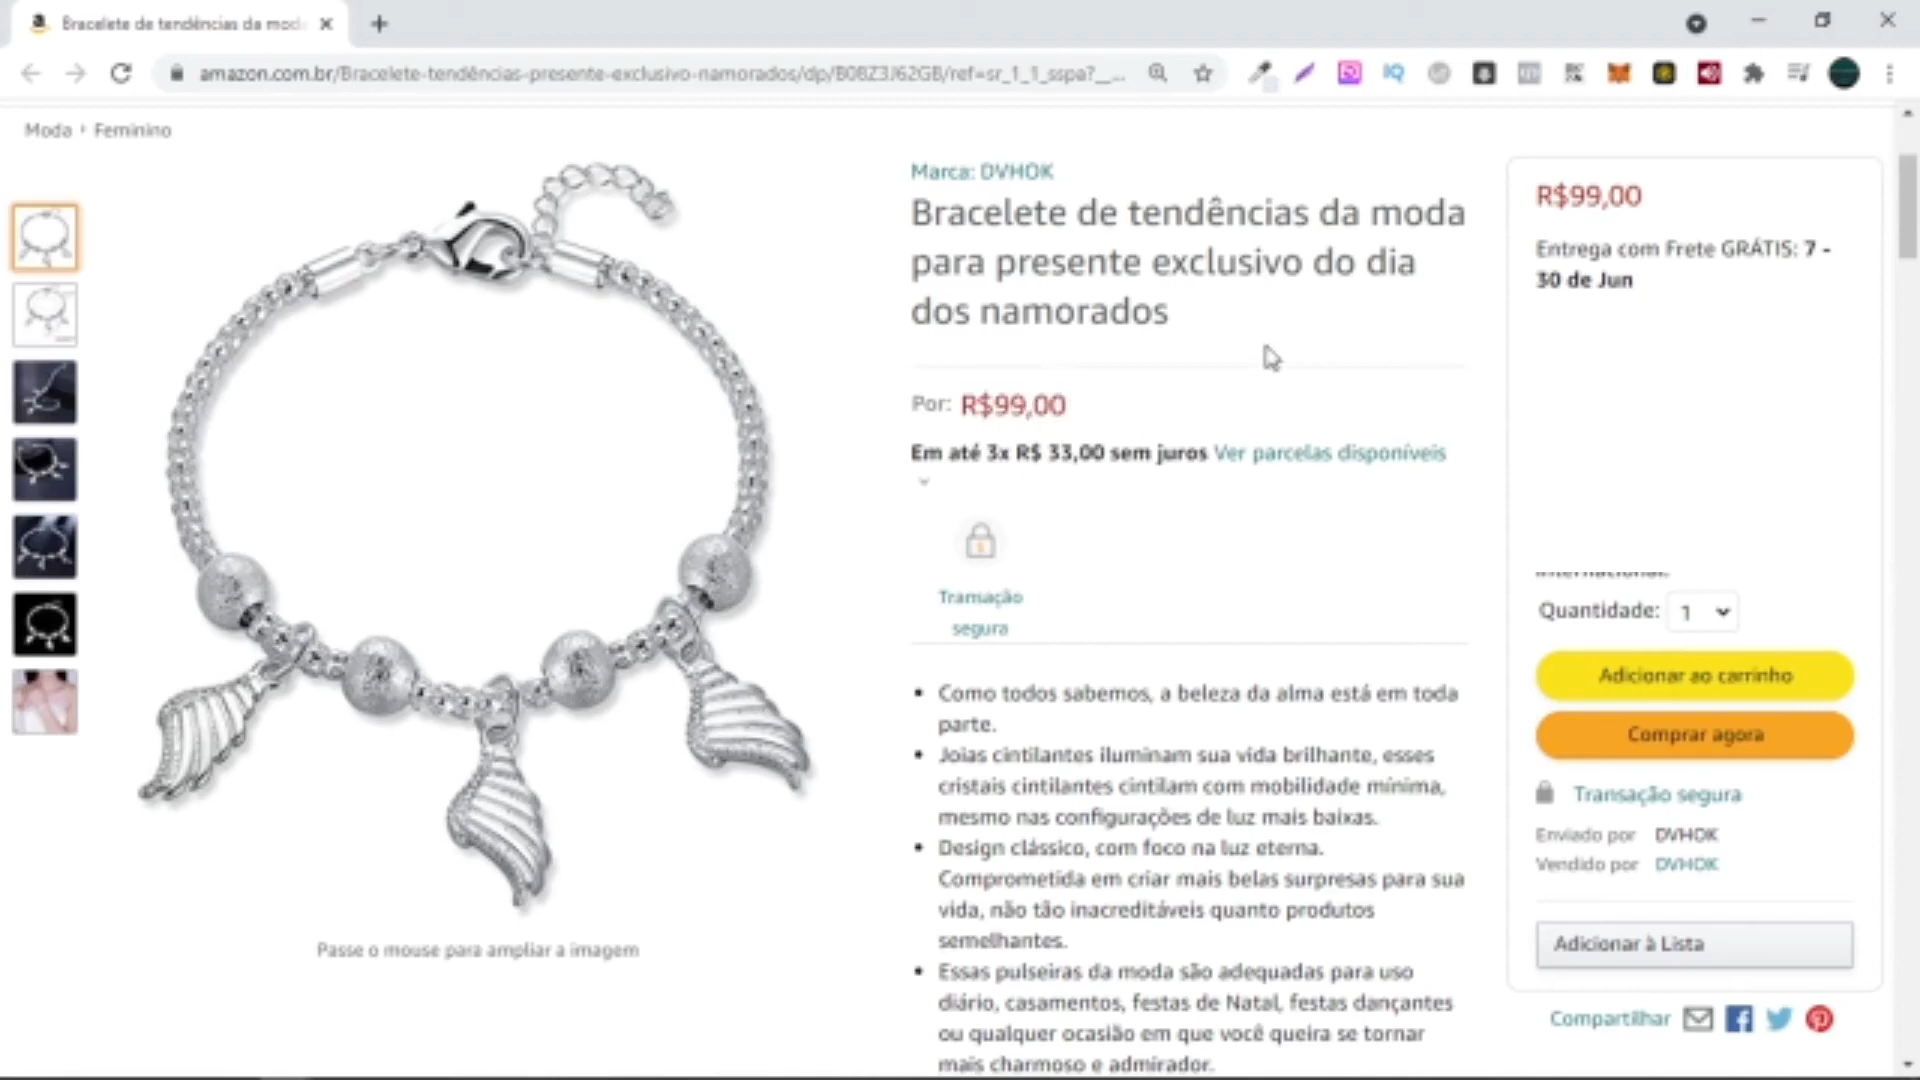 Bracelete de tendências da mod
amazon.com.br/Bracelete-tendências-presente-exclusivo-namorados/dp/B08Z3J62GB/ref=sr_1_1_sspa?__...
Moda › Feminino
Marca: DVHOK
Bracelete de tendências da moda
para presente exclusivo do dia
dos namorados
Por: R$99,00
Em até 3x R$ 33,00 sem juros Ver parcelas disponíveis
Transação
segura
• Como todos sabemos, a beleza da alma está em toda
parte.
• Joias cintilantes iluminam sua vida brilhante, esses
cristais cintilantes cintilam com mobilidade mínima,
mesmo nas configurações de luz mais baixas.
• Design clássico, com foco na luz eterna.
Comprometida em criar mais belas surpresas para sua
vida, não tão inacreditáveis quanto produtos
semelhantes.
• Essas pulseiras da moda são adequadas para uso
diário, casamentos, festas de Natal, festas dançantes
ou qualquer ocasião em que você queira se tornar
mais charmoso e admirador.
Passe o mouse para ampliar a imagem
R$99,00
Entrega com Frete GRÁTIS: 7 -
30 de Jun
Quantidade: 1
Adicionar ao carrinho
Comprar agora
Transação segura
Enviado por DVHOK
Vendido por DVHOK
Adicionar à Lista
Compartilhar